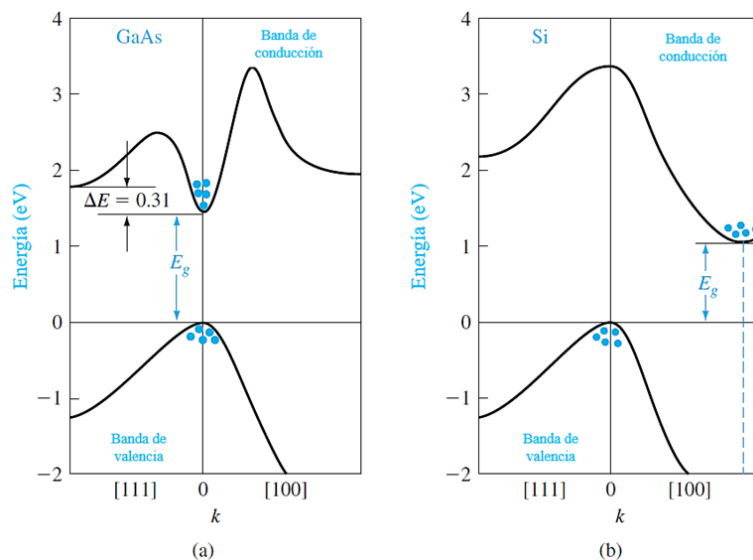 GaAs
Banda de
conducción
Energía (eV)
4
3
2
1
0
−1
−2
ΔE = 0.31
E_g
Banda de
valencia
[111]
0
[100]
k
(a)
Si
Banda de
conducción
Energía (eV)
4
3
2
1
0
−1
−2
E_g
Banda de
valencia
[111]
0
[100]
k
(b)